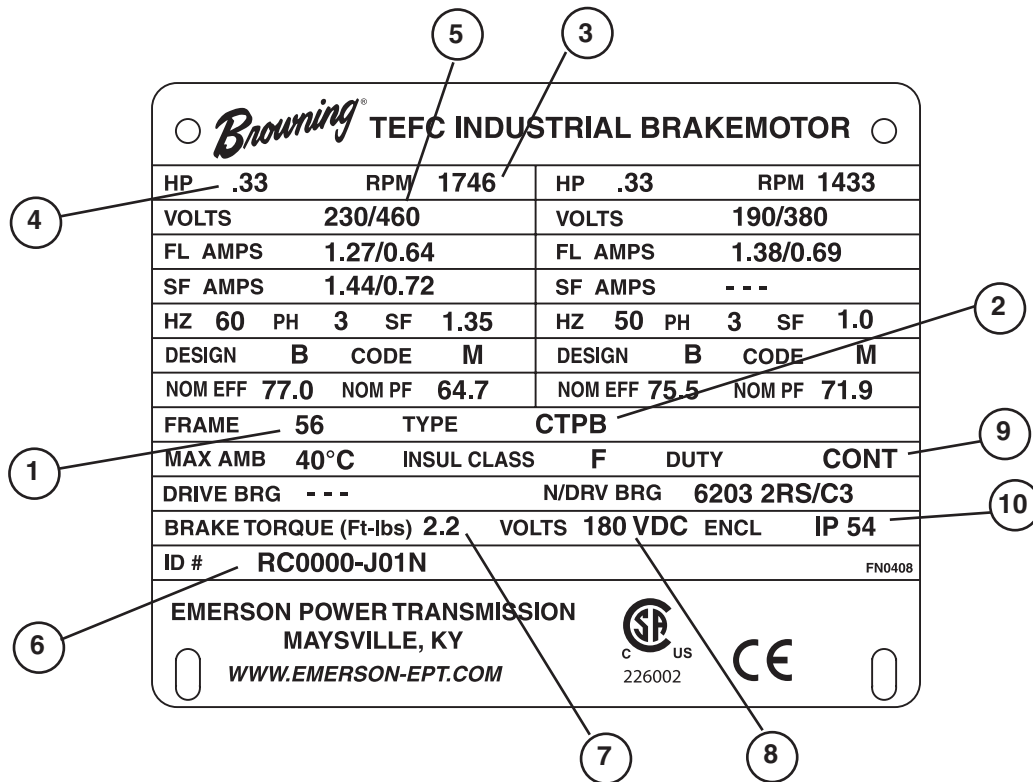 5
3
Browning® TEFC INDUSTRIAL BRAKEMOTOR
4
HP .33 RPM 1746 HP .33 RPM 1433
VOLTS 230/460 VOLTS 190/380
FL AMPS 1.27/0.64 FL AMPS 1.38/0.69
SF AMPS 1.44/0.72 SF AMPS - - -
2
HZ 60 PH 3 SF 1.35 HZ 50 PH 3 SF 1.0
DESIGN B CODE M DESIGN B CODE M
NOM EFF 77.0 NOM PF 64.7 NOM EFF 75.5 NOM PF 71.9
FRAME 56 TYPE CTPB
9
1
MAX AMB 40°C INSUL CLASS F DUTY CONT
DRIVE BRG - - - N/DRV BRG 6203 2RS/C3
10
BRAKE TORQUE (Ft-lbs) 2.2 VOLTS 180 VDC ENCL IP 54
ID # RC0000-J01N FN0408
6
EMERSON POWER TRANSMISSION
MAYSVILLE, KY
WWW.EMERSON-EPT.COM
C SA US
226002
CE
7
8